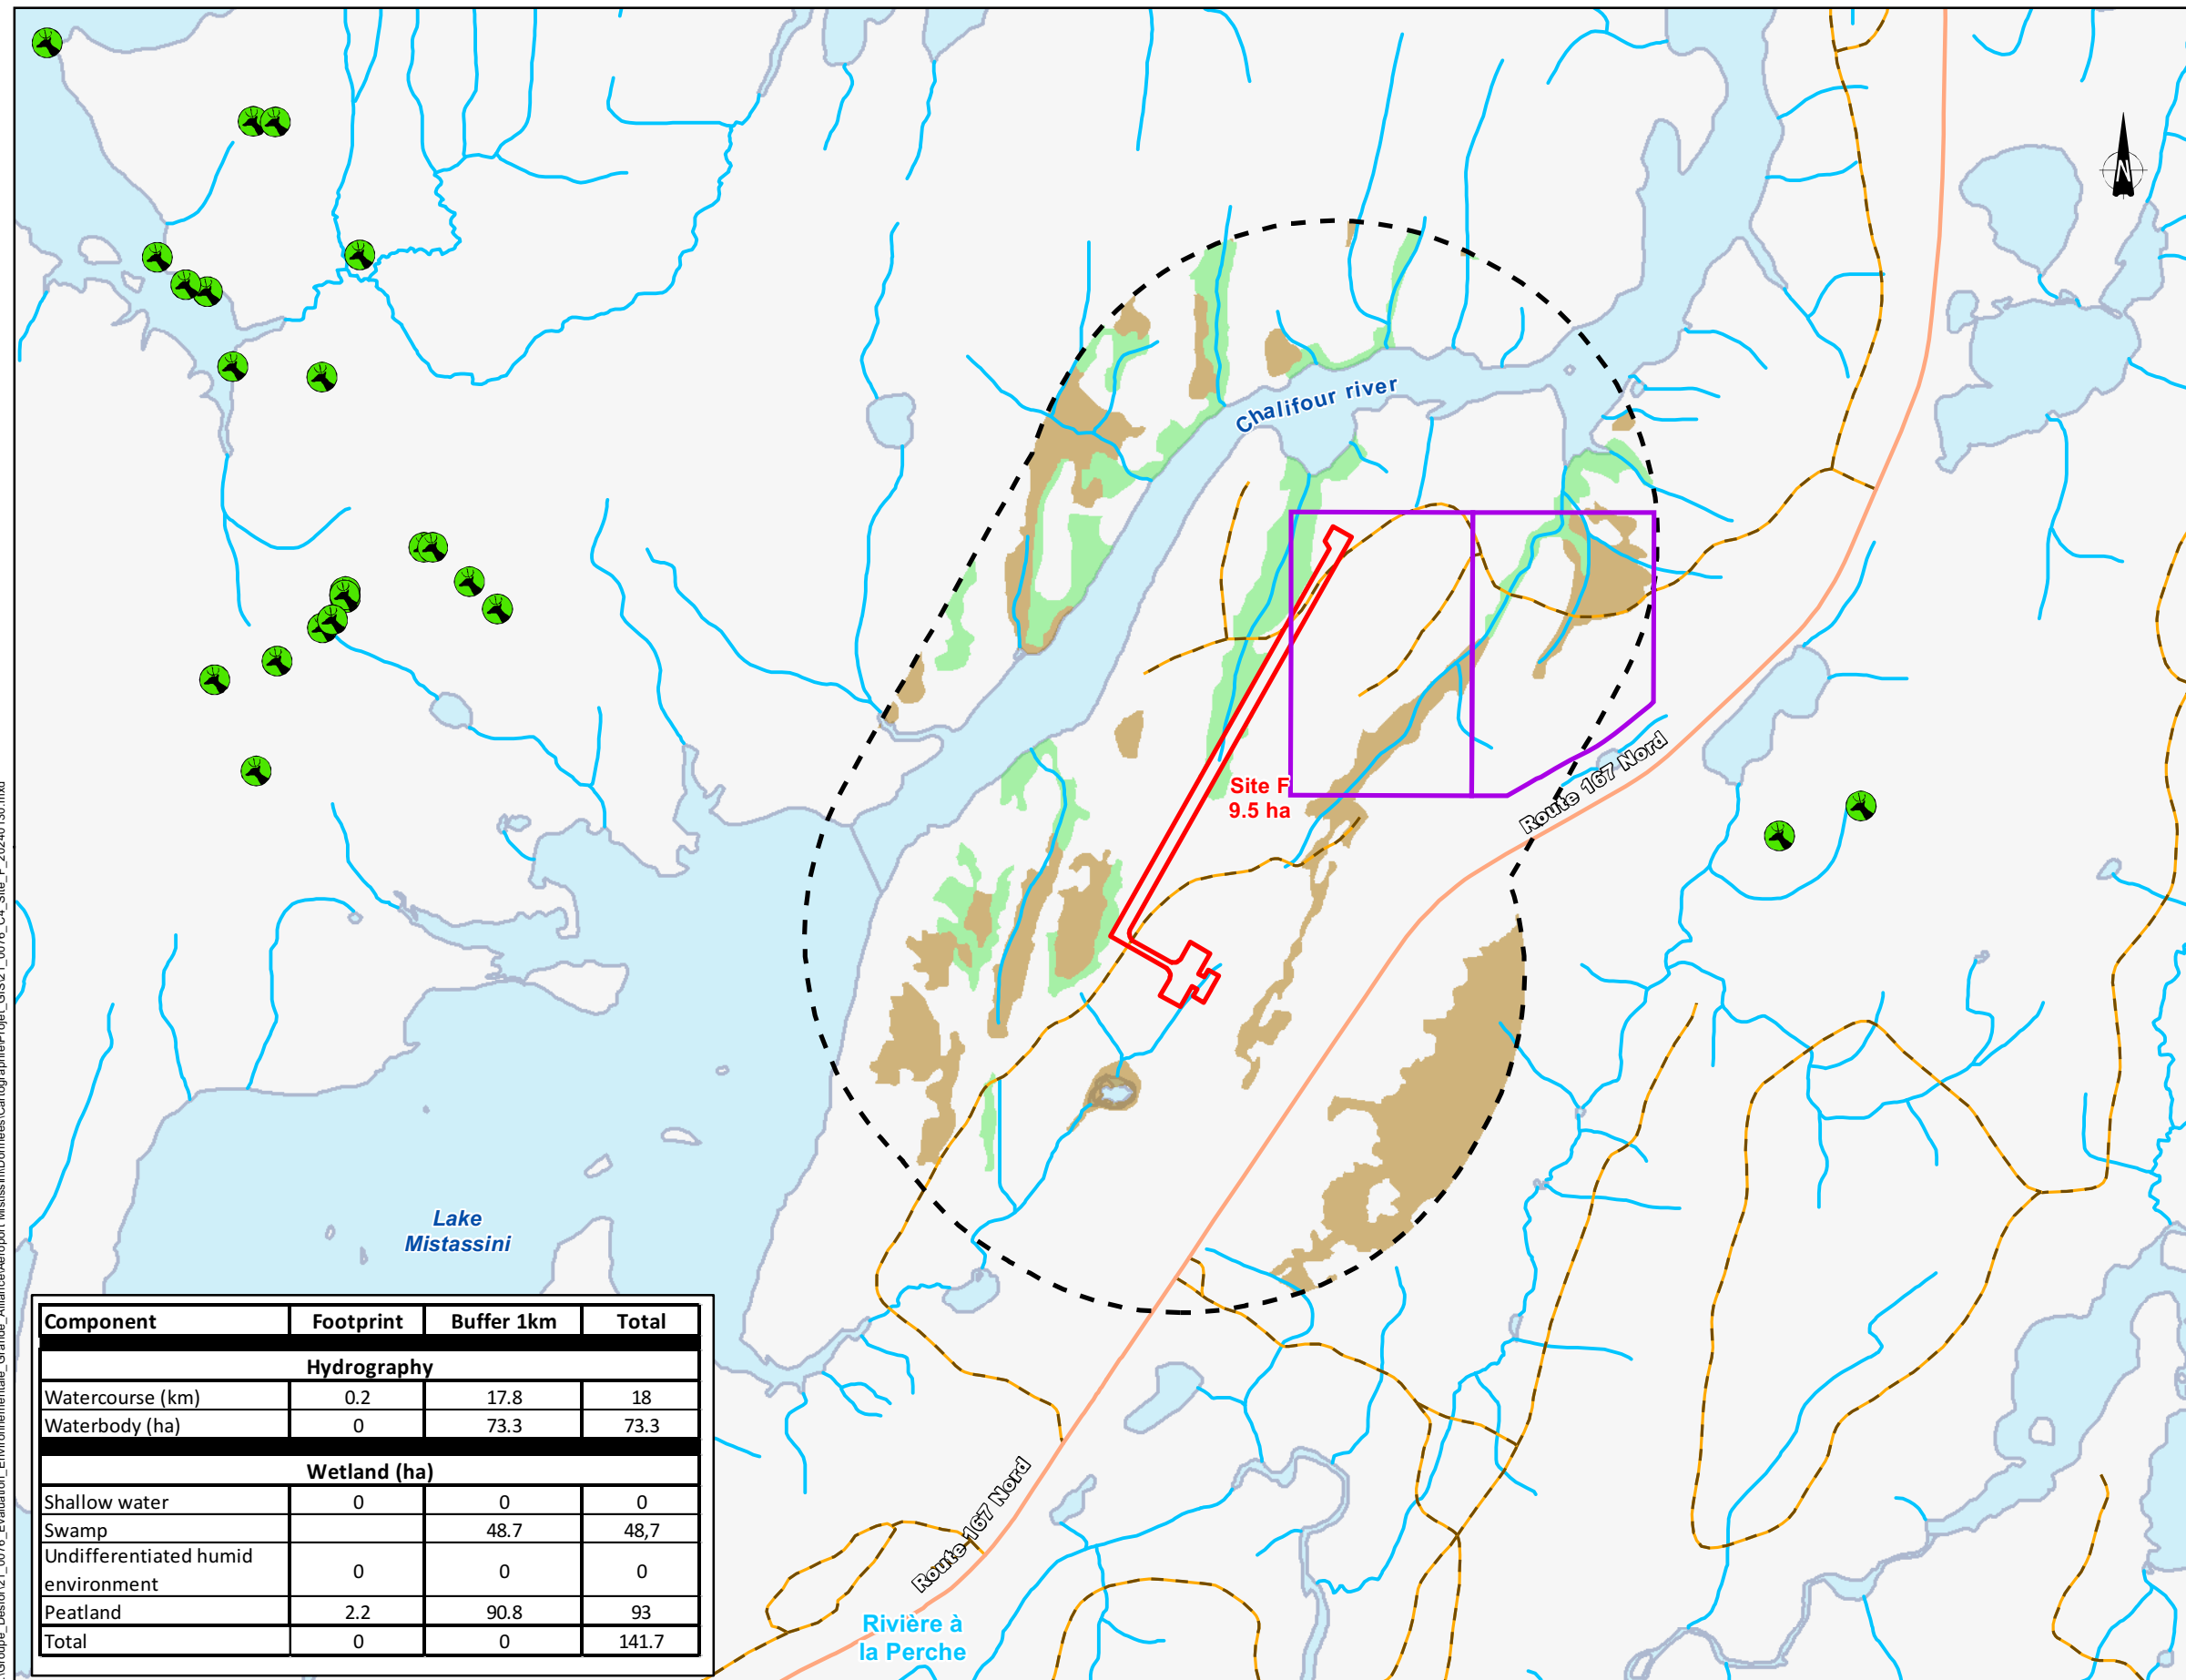 N
Chalifour river
Site F
9.5 ha
Route 167 Nord
Lake
Mistassini
Component Footprint Buffer 1km Total
Hydrography
Watercourse (km) 0.2 17.8 18
Waterbody (ha) 0 73.3 73.3
Wetland (ha)
Shallow water 0 0 0
Swamp 48.7 48,7
Undifferentiated humid
environment 0 0 0
Peatland 2.2 90.8 93
Total 0 0 141.7
Route 167 Nord
Rivière à
la Perche